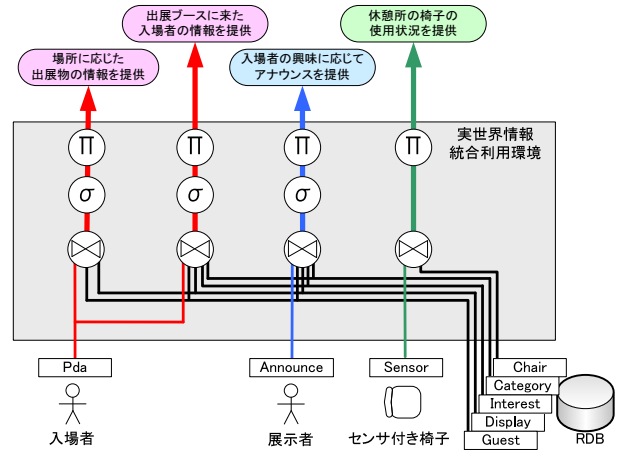 出展ブースに来た
入場者の情報を提供
休憩所の椅子の
使用状況を提供
場所に応じた
出展物の情報を提供
入場者の興味に応じて
アナウンスを提供
実世界情報
統合利用環境
Π Π Π Π
σ σ σ
⋈ ⋈ ⋈ ⋈
Pda
Announce
Sensor
Chair
Category
Interest
Display
Guest
入場者
展示者
センサ付き椅子
RDB